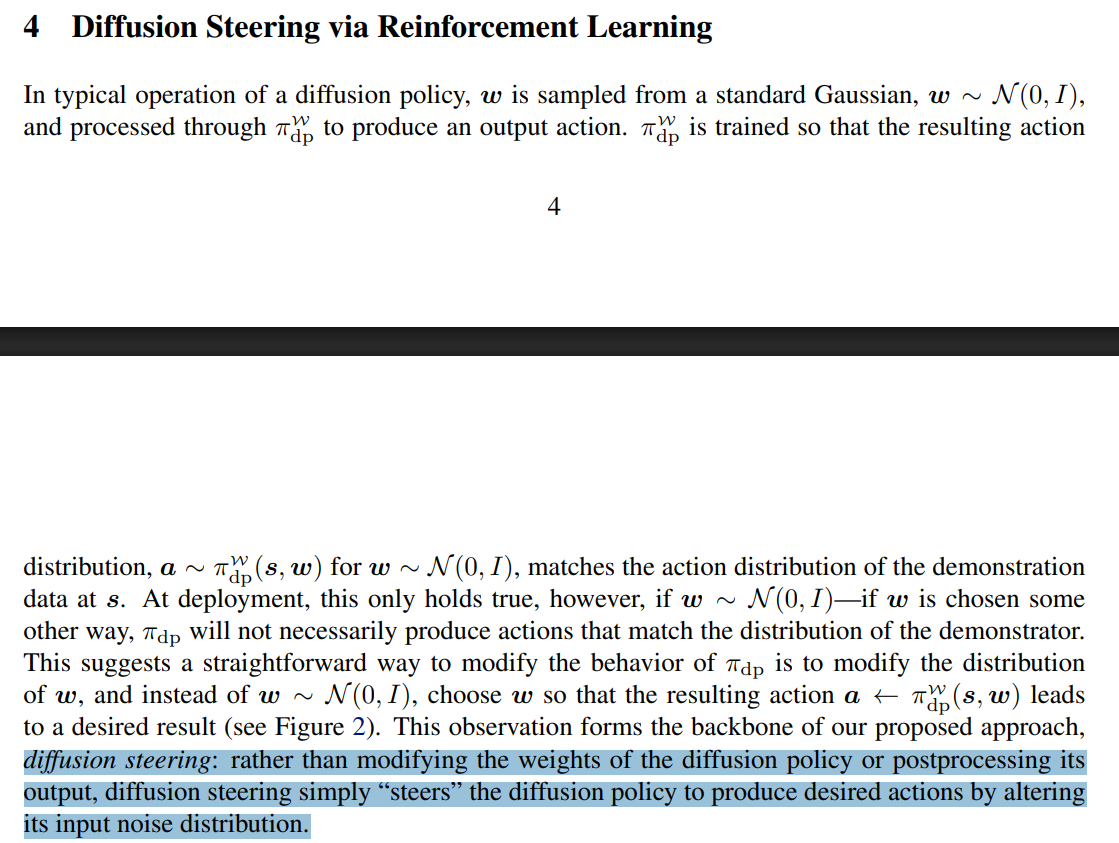 4 Diffusion Steering via Reinforcement Learning
In typical operation of a diffusion policy, w is sampled from a standard Gaussian, w ∼ 𝒩(0, I),
and processed through π_dp^𝒲 to produce an output action. π_dp^𝒲 is trained so that the resulting action
4
distribution, a ∼ π_dp^𝒲(s, w) for w ∼ 𝒩(0, I), matches the action distribution of the demonstration
data at s. At deployment, this only holds true, however, if w ∼ 𝒩(0, I)—if w is chosen some
other way, π_dp will not necessarily produce actions that match the distribution of the demonstrator.
This suggests a straightforward way to modify the behavior of π_dp is to modify the distribution
of w, and instead of w ∼ 𝒩(0, I), choose w so that the resulting action a ← π_dp^𝒲(s, w) leads
to a desired result (see Figure 2). This observation forms the backbone of our proposed approach,
diffusion steering: rather than modifying the weights of the diffusion policy or postprocessing its
output, diffusion steering simply “steers” the diffusion policy to produce desired actions by altering
its input noise distribution.